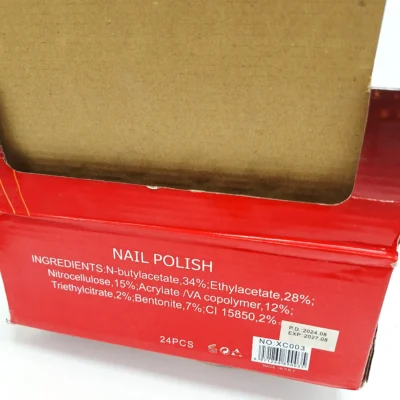 NAIL POLISH
INGREDIENTS:N-butylacetate,34%;Ethylacetate,28%;
Nitrocellulose,15%;Acrylate /VA copolymer,12%;
Triethylcitrate,2%;Bentonite,7%;CI 15850,2%.
P.D.:2024.08
EXP.:2027.08
24PCS
NO:XC003